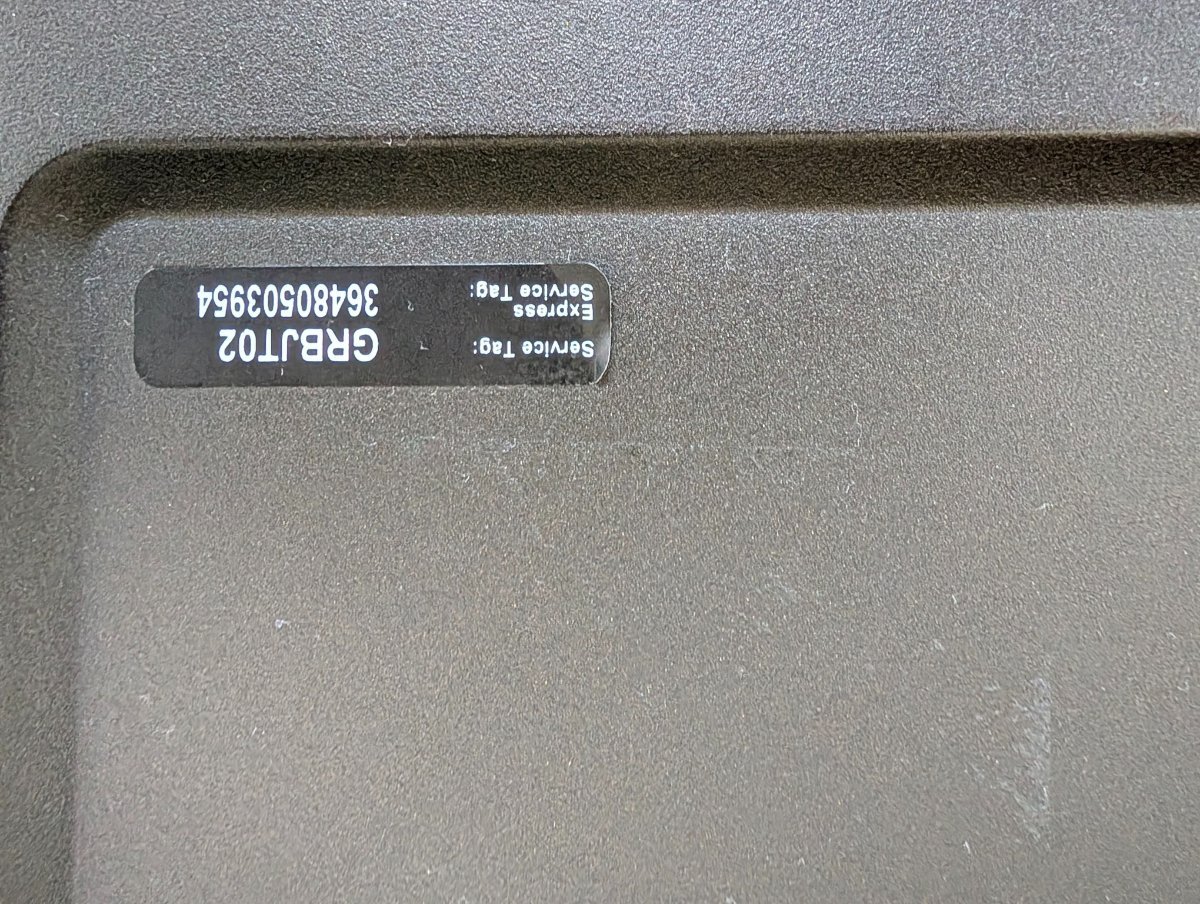 Service Tag: GRBJT02
Express
Service Tag: 36480503954